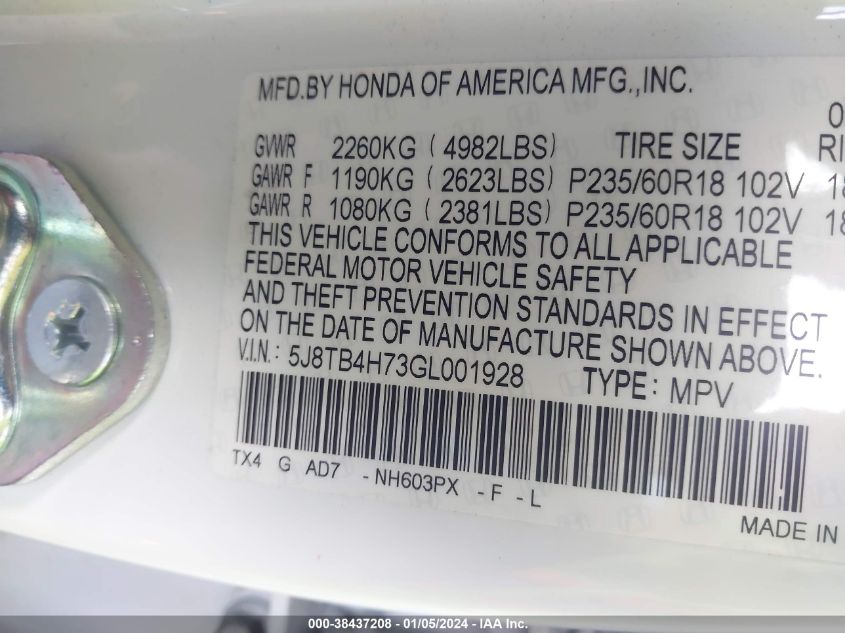 MFD.BY HONDA OF AMERICA MFG.,INC.
GVWR 2260KG ( 4982LBS) TIRE SIZE
GAWR F 1190KG ( 2623LBS) P235/60R18 102V
GAWR R 1080KG ( 2381LBS) P235/60R18 102V
THIS VEHICLE CONFORMS TO ALL APPLICABLE
FEDERAL MOTOR VEHICLE SAFETY
AND THEFT PREVENTION STANDARDS IN EFFECT
ON THE DATE OF MANUFACTURE SHOWN ABOVE.
V.I.N.: 5J8TB4H73GL001928 TYPE: MPV
TX4 G AD7 -NH603PX -F -L
MADE IN
000-38437208 - 01/05/2024 - IAA Inc.